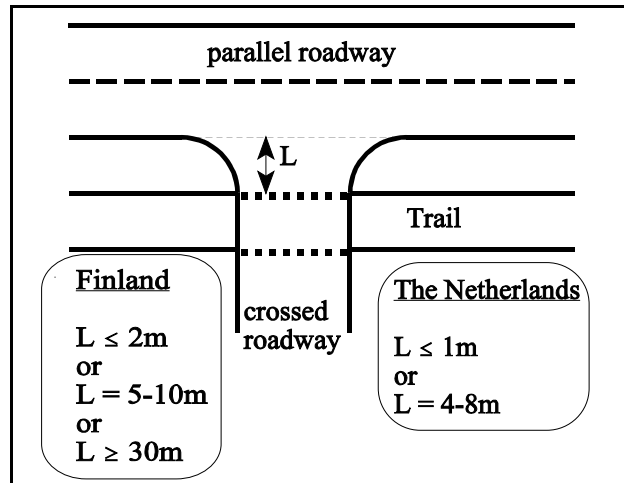 parallel roadway
L
Trail
Finland
L ≤ 2m
or
L = 5-10m
or
L ≥ 30m
crossed
roadway
The Netherlands
L ≤ 1m
or
L = 4-8m